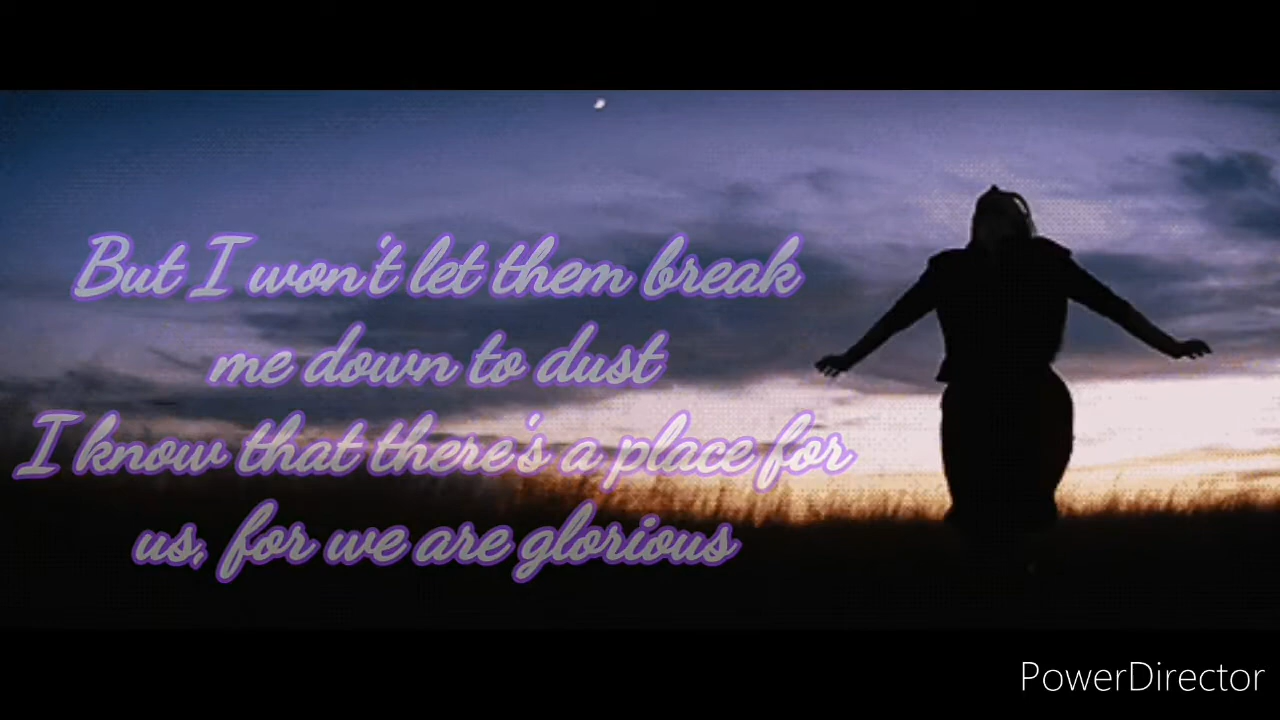 But I won't let them break
me down to dust
I know that there's a place for
us, for we are glorious
PowerDirector